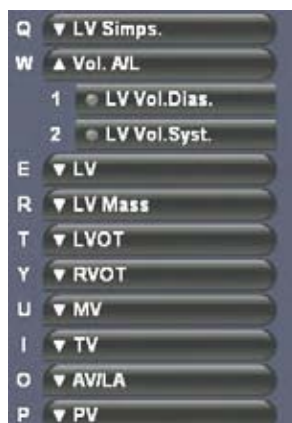 Q ▼ LV Simps.
W ▲ Vol. A/L
1 LV Vol.Dias.
2 LV Vol.Syst.
E ▼ LV
R ▼ LV Mass
T ▼ LVOT
Y ▼ RVOT
U ▼ MV
I ▼ TV
O ▼ AV/LA
P ▼ PV